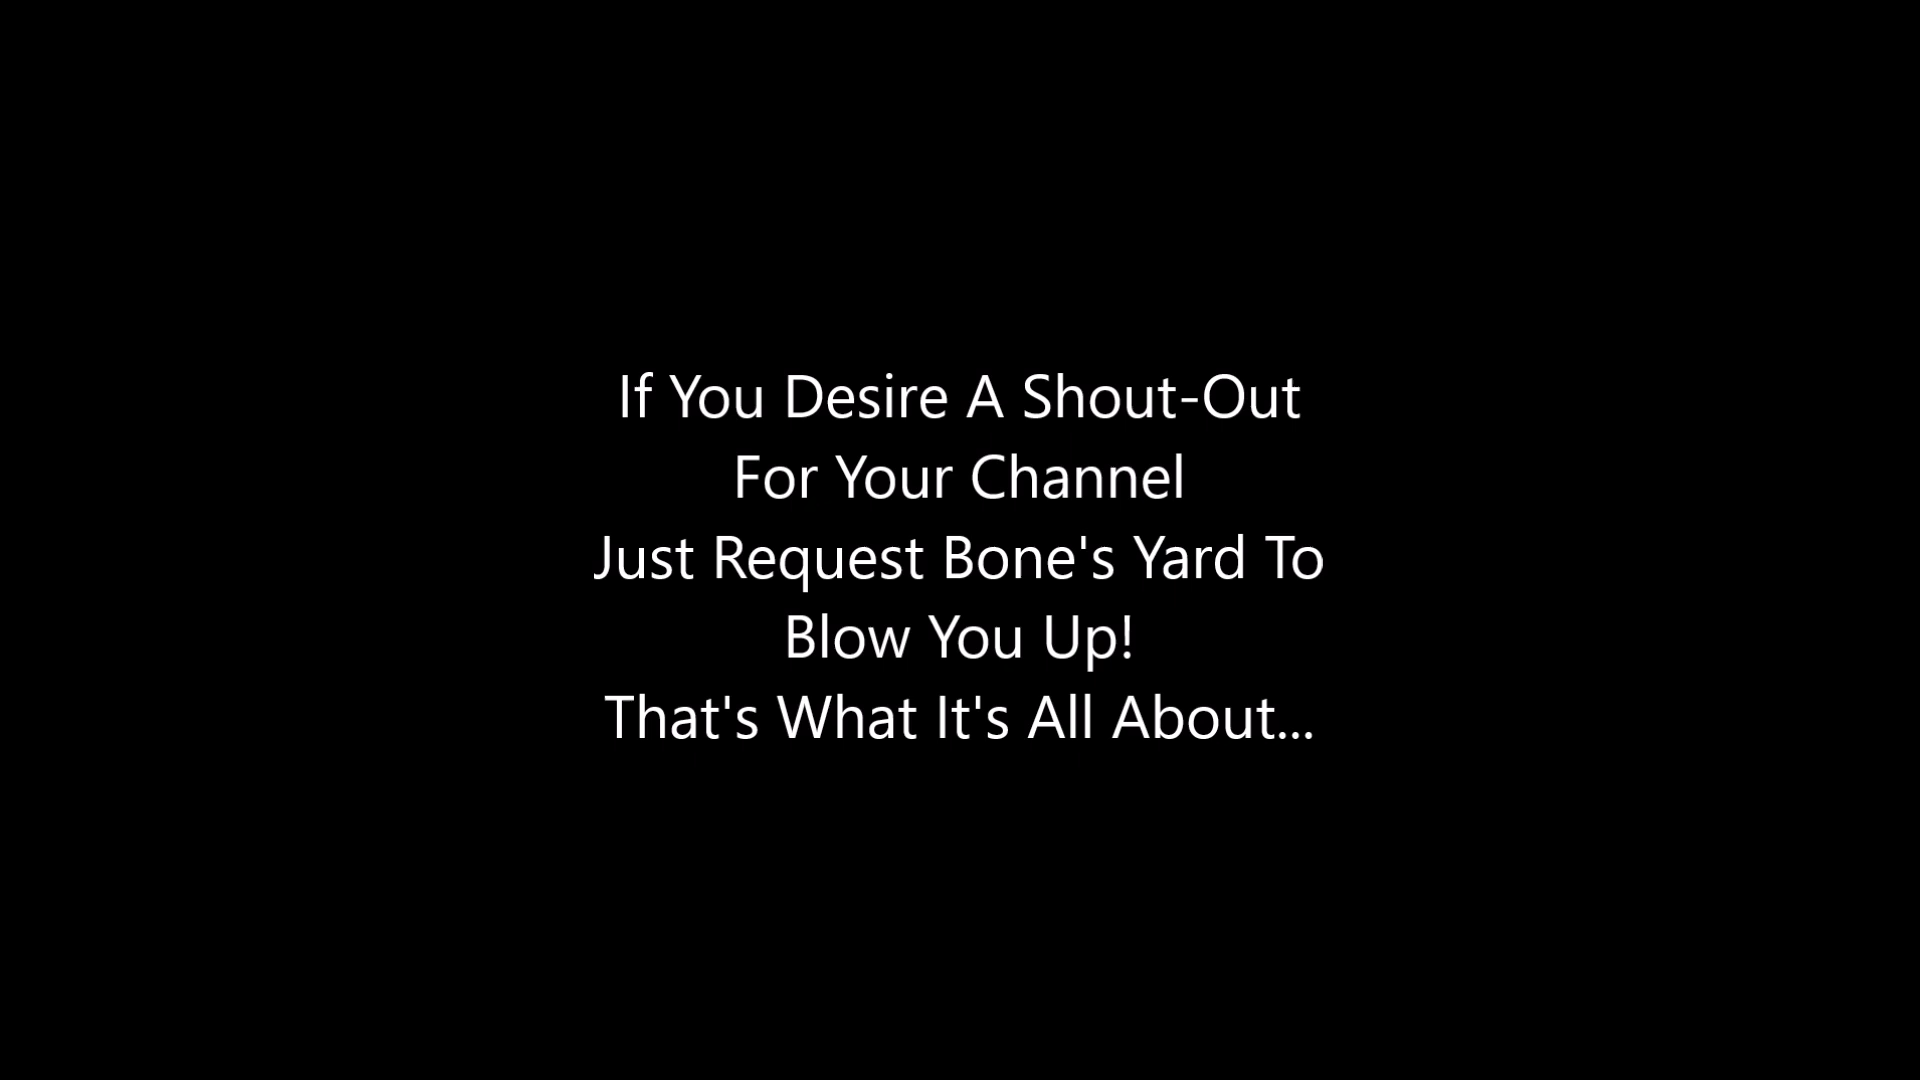 If You Desire A Shout-Out
For Your Channel
Just Request Bone's Yard To
Blow You Up!
That's What It's All About...